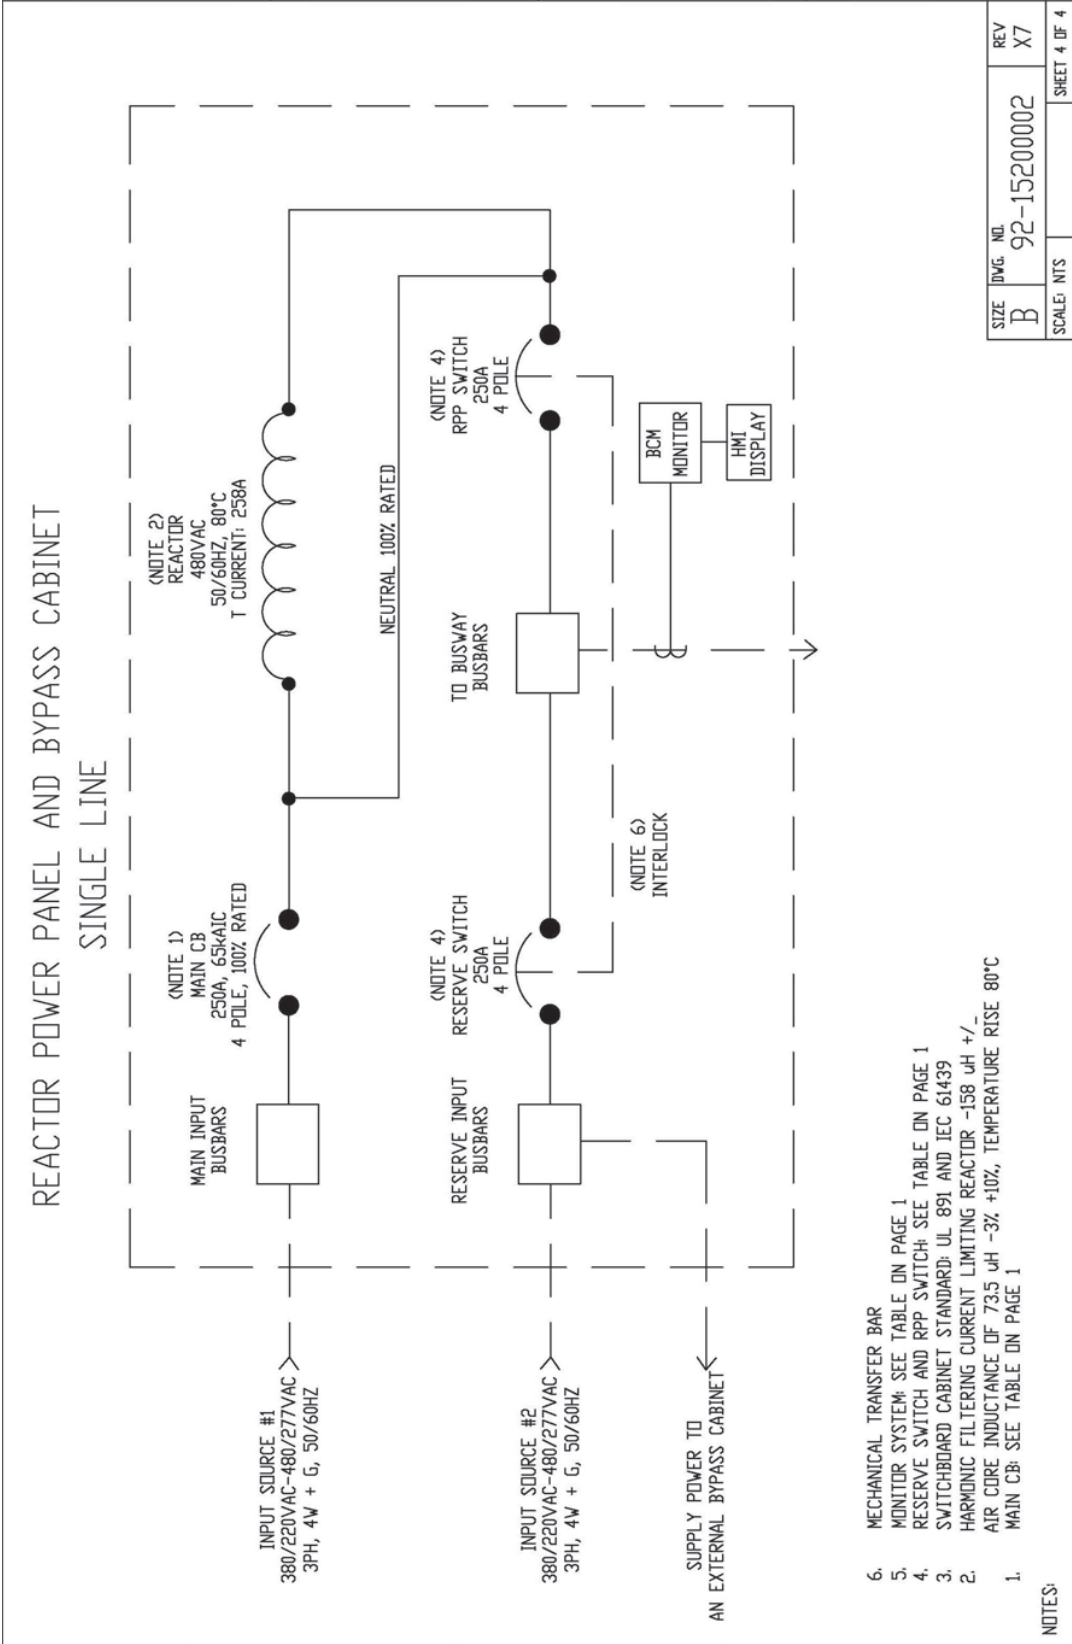 REACTOR POWER PANEL AND BYPASS CABINET
SINGLE LINE
INPUT SOURCE #1
380/220VAC-480/277VAC
3PH, 4W + G, 50/60HZ
MAIN INPUT
BUSBARS
(NOTE 1)
MAIN CB
250A, 65kAIC
4 POLE, 100% RATED
(NOTE 2)
REACTOR
480VAC
50/60HZ, 80°C
T CURRENT: 258A
NEUTRAL 100% RATED
INPUT SOURCE #2
380/220VAC-480/277VAC
3PH, 4W + G, 50/60HZ
RESERVE INPUT
BUSBARS
(NOTE 4)
RESERVE SWITCH
250A
4 POLE
TO BUSWAY
BUSBARS
(NOTE 4)
RPP SWITCH
250A
4 POLE
(NOTE 6)
INTERLOCK
BCM
MONITOR
HMI
DISPLAY
SUPPLY POWER TO
AN EXTERNAL BYPASS CABINET
6. MECHANICAL TRANSFER BAR
5. MONITOR SYSTEM: SEE TABLE ON PAGE 1
4. RESERVE SWITCH AND RPP SWITCH: SEE TABLE ON PAGE 1
3. SWITCHBOARD CABINET STANDARD: UL 891 AND IEC 61439
2. HARMONIC FILTERING CURRENT LIMITING REACTOR -158 uH +/_
AIR CORE INDUCTANCE OF 73.5 uH -3% +10%, TEMPERATURE RISE 80°C
1. MAIN CB: SEE TABLE ON PAGE 1
NOTES:
SIZE
B
DWG. NO.
92-15200002
REV
X7
SCALE: NTS
SHEET 4 OF 4